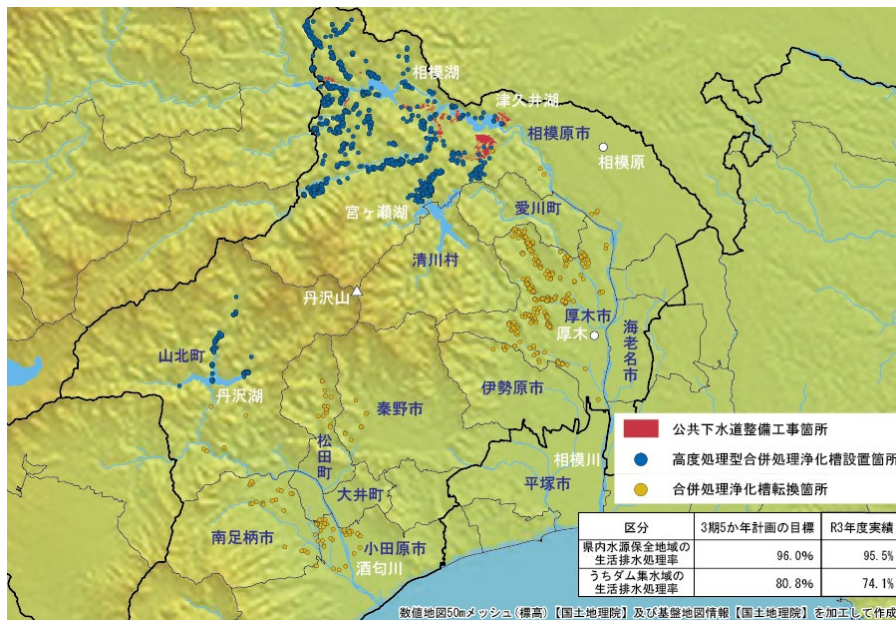 相模湖
津久井湖
相模原市
相模原
宮ヶ瀬湖
愛川町
清川村
丹沢山
厚木市
厚木
海老名市
山北町
丹沢湖
伊勢原市
秦野市
松田町
相模川
平塚市
大井町
南足柄市
小田原市
酒匂川
公共下水道整備工事箇所
高度処理型合併処理浄化槽設置箇所
合併処理浄化槽転換箇所
区分 3期5か年計画の目標 R3年度実績
県内水源保全地域の
生活排水処理率 96.0% 95.5%
うちダム集水域の
生活排水処理率 80.8% 74.1%
数値地図50mメッシュ(標高)【国土地理院】及び基盤地図情報【国土地理院】を加工して作成